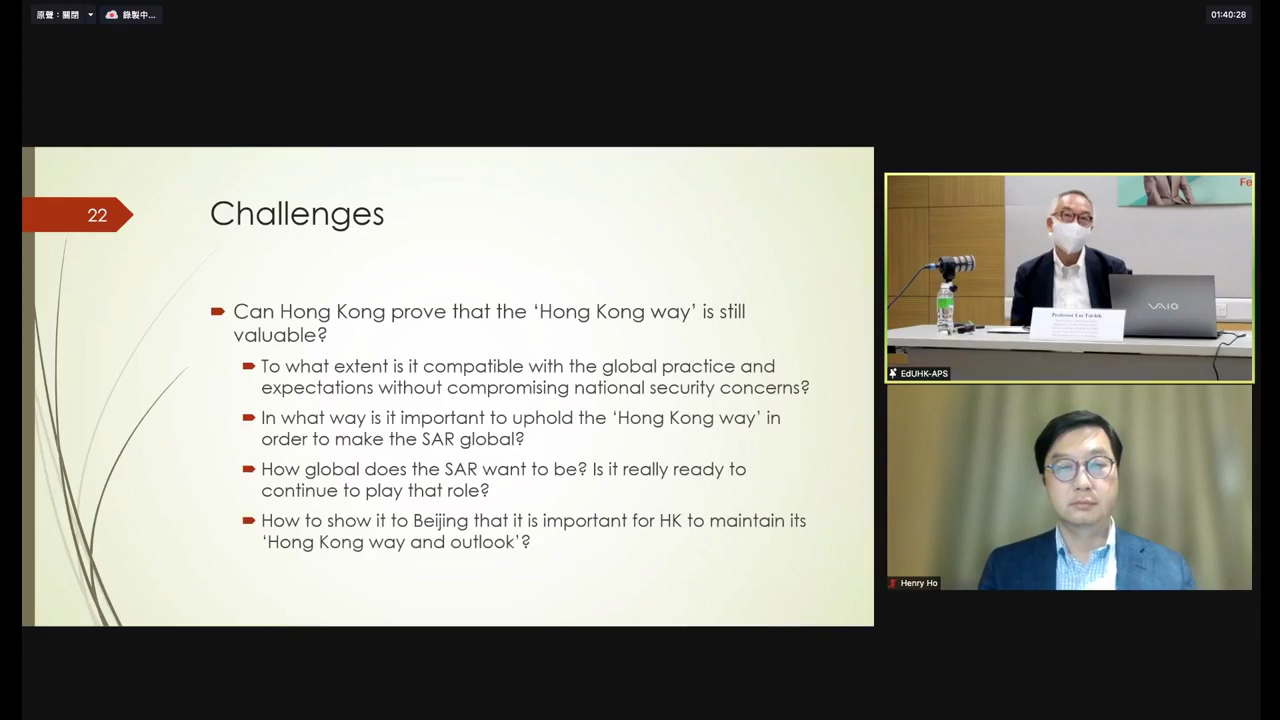 原聲：關閉
錄製中...
01:40:28
22
Challenges
Can Hong Kong prove that the ‘Hong Kong way’ is still
valuable?
To what extent is it compatible with the global practice and
expectations without compromising national security concerns?
In what way is it important to uphold the ‘Hong Kong way’ in
order to make the SAR global?
How global does the SAR want to be? Is it really ready to
continue to play that role?
How to show it to Beijing that it is important for HK to maintain its
‘Hong Kong way and outlook’?
Fe
VAIO
Professor Lui Tai-lok
EdUHK-APS
Henry Ho